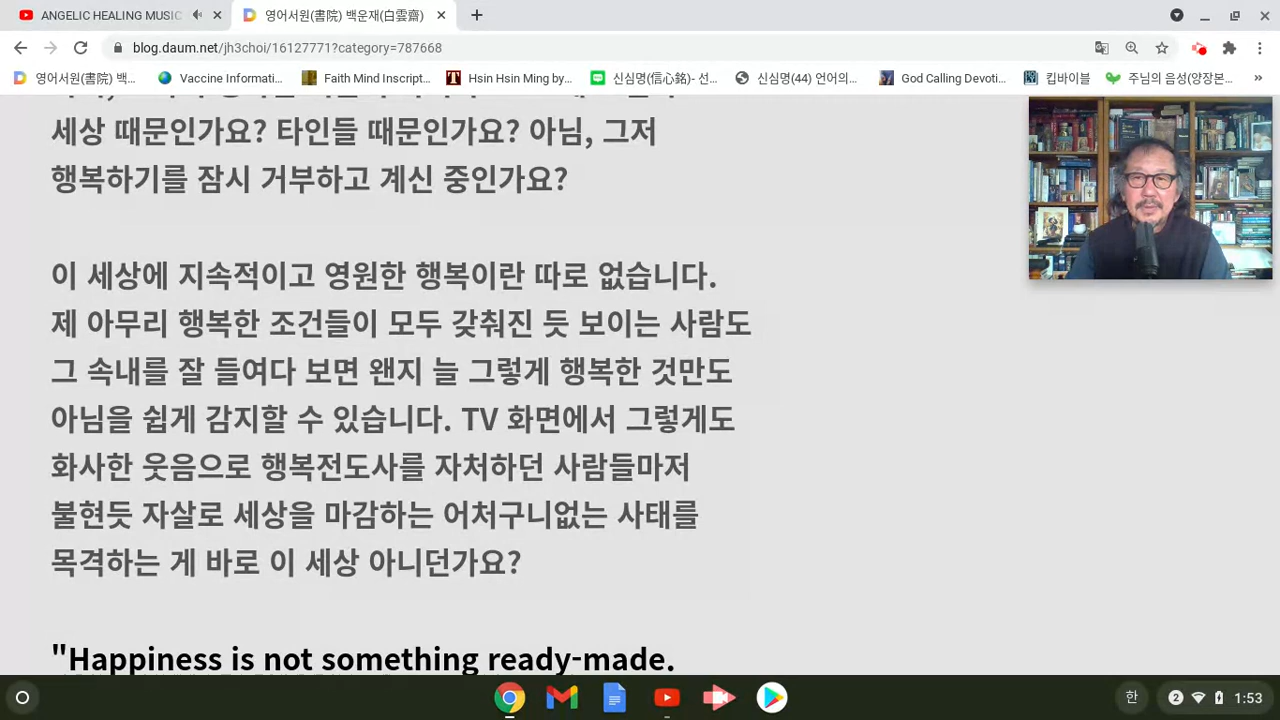 ANGELIC HEALING MUSIC
영어서원(書院) 백운재(白雲齋)
blog.daum.net/jh3choi/16127771?category=787668
영어서원(書院) 백...
Vaccine Informati...
Faith Mind Inscript...
Hsin Hsin Ming by...
신심명(信心銘)- 선...
신심명(44) 언어의...
God Calling Devoti...
킵바이블
주님의 음성(양장본...
세상 때문인가요? 타인들 때문인가요? 아님, 그저
행복하기를 잠시 거부하고 계신 중인가요?
이 세상에 지속적이고 영원한 행복이란 따로 없습니다.
제 아무리 행복한 조건들이 모두 갖춰진 듯 보이는 사람도
그 속내를 잘 들여다 보면 왠지 늘 그렇게 행복한 것만도
아님을 쉽게 감지할 수 있습니다. TV 화면에서 그렇게도
화사한 웃음으로 행복전도사를 자처하던 사람들마저
불현듯 자살로 세상을 마감하는 어처구니없는 사태를
목격하는 게 바로 이 세상 아니던가요?
"Happiness is not something ready-made.
한
2
1:53